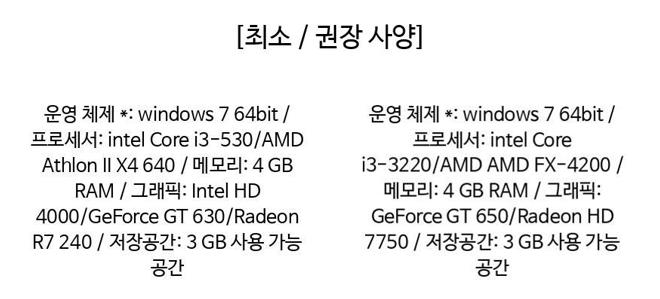 [최소 / 권장 사양]
운영 체제 *: windows 7 64bit /
프로세서: intel Core i3-530/AMD
Athlon II X4 640 / 메모리: 4 GB
RAM / 그래픽: Intel HD
4000/GeForce GT 630/Radeon
R7 240 / 저장공간: 3 GB 사용 가능
공간
운영 체제 *: windows 7 64bit /
프로세서: intel Core
i3-3220/AMD AMD FX-4200 /
메모리: 4 GB RAM / 그래픽:
GeForce GT 650/Radeon HD
7750 / 저장공간: 3 GB 사용 가능
공간